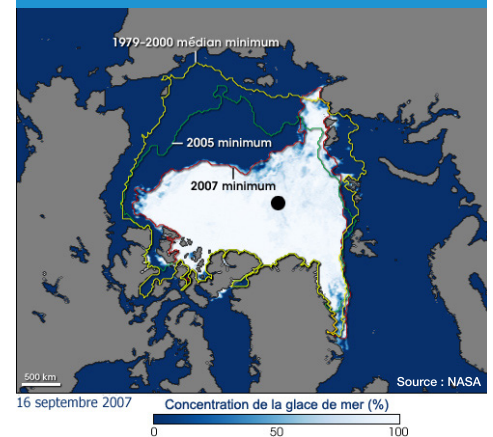 1979-2000 médian minimum
2005 minimum
2007 minimum
500 km
Source : NASA
16 septembre 2007
Concentration de la glace de mer (%)
0 50 100